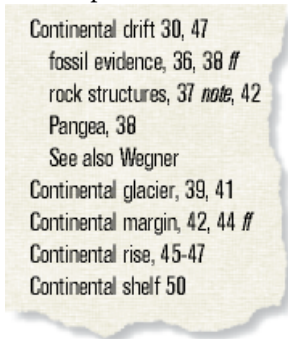 Continental drift 30, 47
fossil evidence, 36, 38 ff
rock structures, 37 note, 42
Pangea, 38
See also Wegner
Continental glacier, 39, 41
Continental margin, 42, 44 ff
Continental rise, 45-47
Continental shelf 50